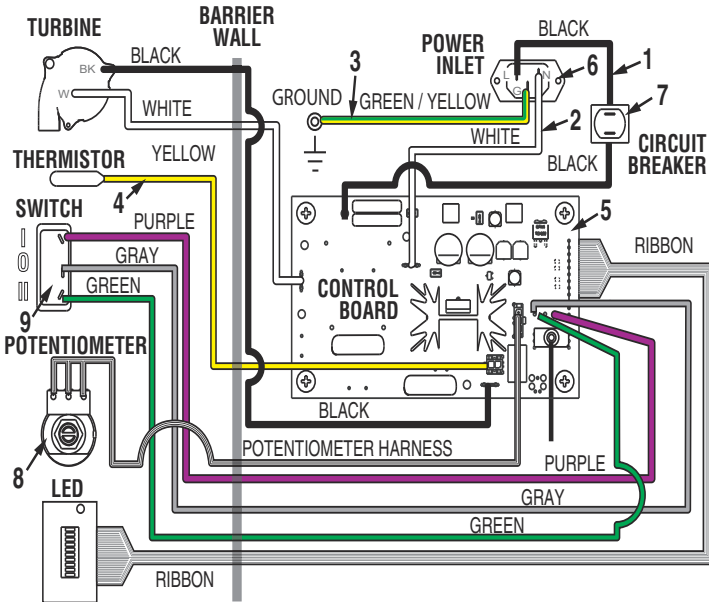 TURBINE
BARRIER
WALL
BLACK
BLACK
POWER
INLET
BK
W
WHITE
3
L
N
G
6
1
7
GROUND
GREEN / YELLOW
WHITE
2
CIRCUIT
BREAKER
BLACK
THERMISTOR
YELLOW
4
SWITCH
I
O
II
PURPLE
GRAY
GREEN
9
5
RIBBON
CONTROL
BOARD
POTENTIOMETER
BLACK
POTENTIOMETER HARNESS
8
PURPLE
LED
GRAY
GREEN
RIBBON